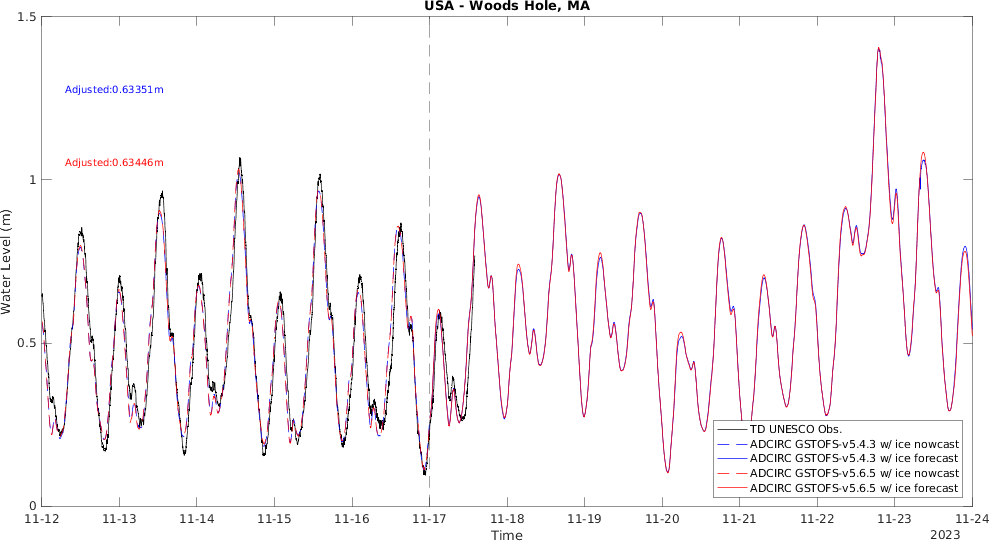 USA - Woods Hole, MA
1.5
Adjusted:0.63351m
Adjusted:0.63446m
1
Water Level (m)
0.5
TD UNESCO Obs.
ADCIRC GSTOFS-v5.4.3 w/ ice nowcast
ADCIRC GSTOFS-v5.4.3 w/ ice forecast
ADCIRC GSTOFS-v5.6.5 w/ ice nowcast
ADCIRC GSTOFS-v5.6.5 w/ ice forecast
0
11-12 11-13 11-14 11-15 11-16 11-17 11-18 11-19 11-20 11-21 11-22 11-23 11-24
Time
2023